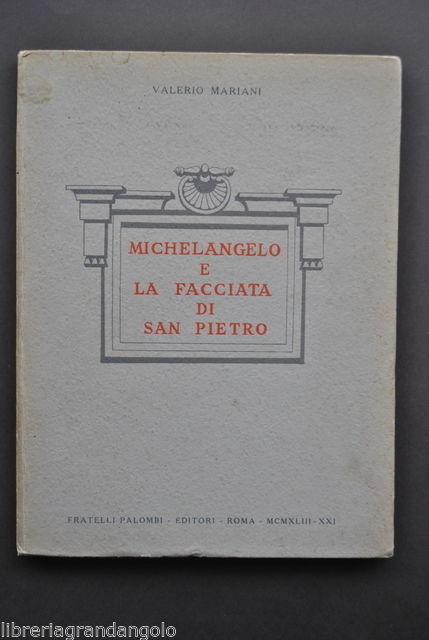 VALERIO MARIANI
MICHELANGELO
E
LA FACCIATA
DI
SAN PIETRO
FRATELLI PALOMBI - EDITORI - ROMA - MCMXLIII-XXI
libreriagrandangolo